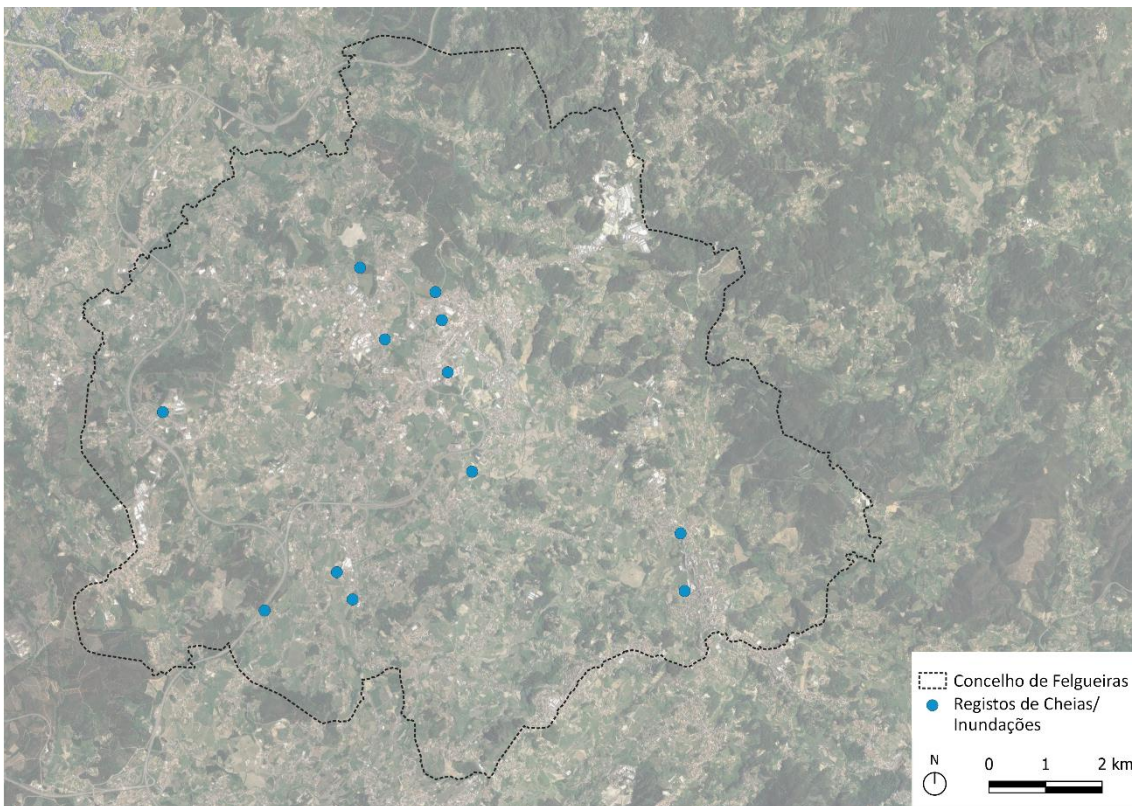 Concelho de Felgueiras
Registos de Cheias/
Inundações
N
0 1 2 km